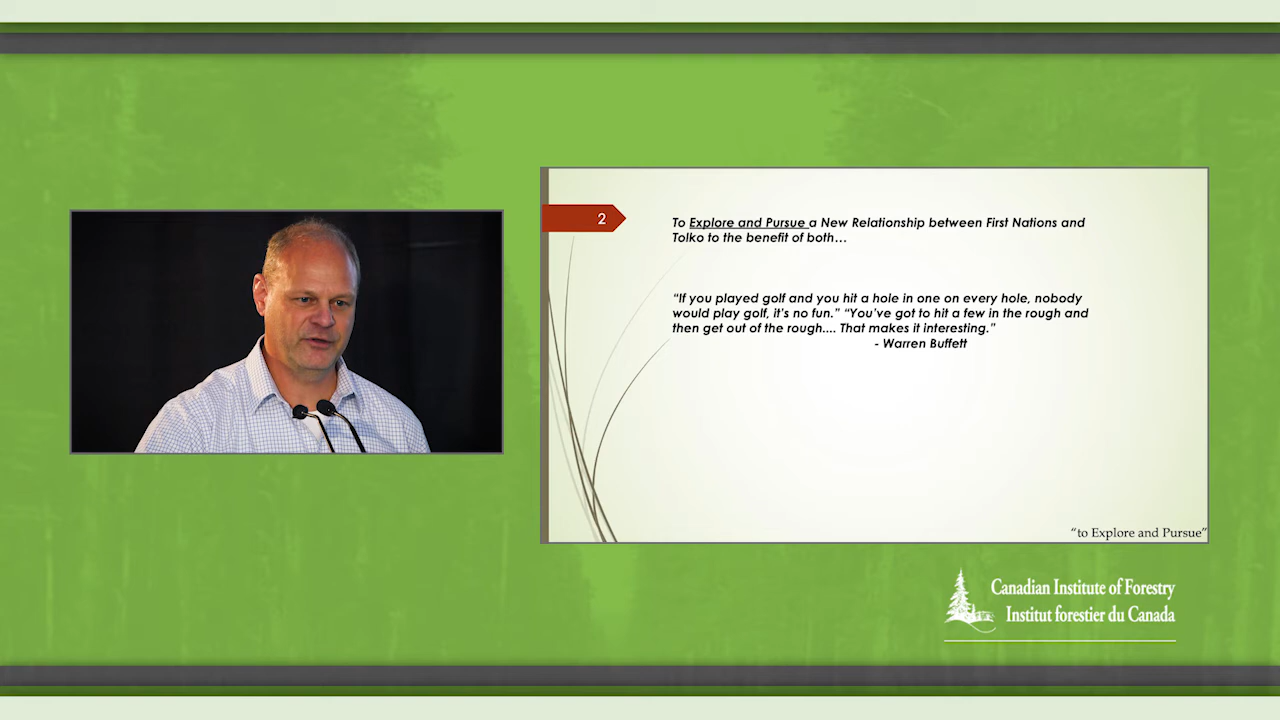 2
To Explore and Pursue a New Relationship between First Nations and
Tolko to the benefit of both…
“If you played golf and you hit a hole in one on every hole, nobody
would play golf, it’s no fun.” “You’ve got to hit a few in the rough and
then get out of the rough.... That makes it interesting.”
- Warren Buffett
“to Explore and Pursue”
Canadian Institute of Forestry
Institut forestier du Canada